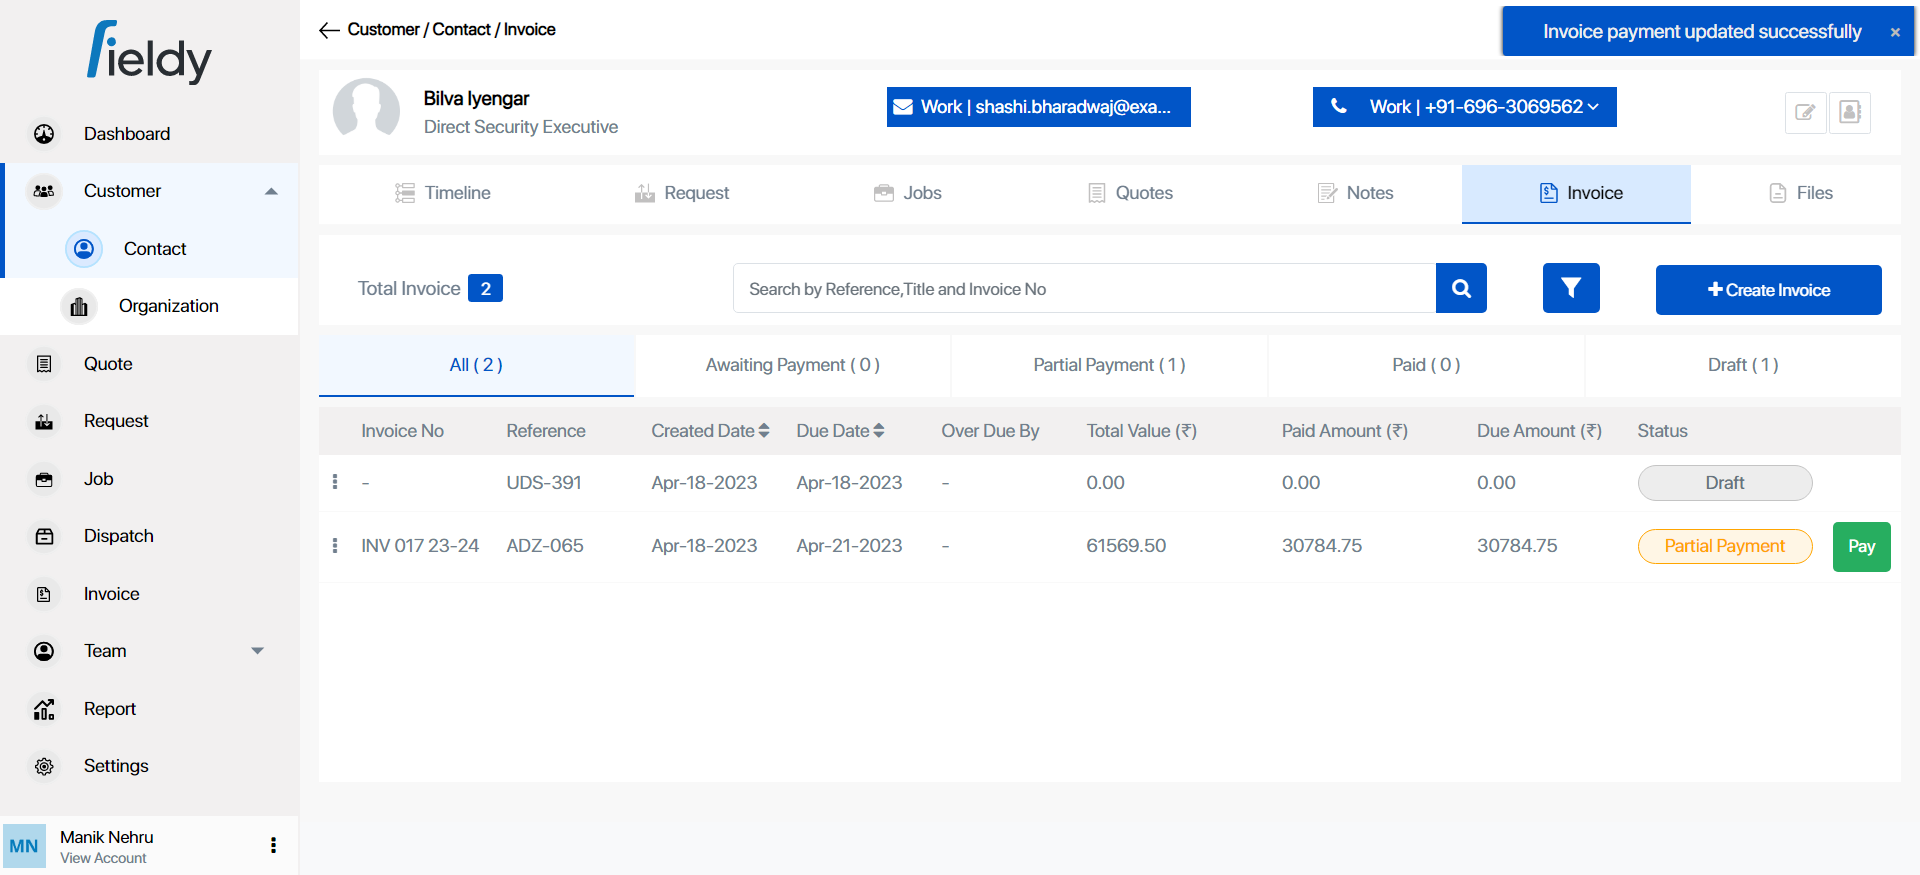 fieldy
Customer / Contact / Invoice
Invoice payment updated successfully ×
Bilva Iyengar
Direct Security Executive
Work | shashi.bharadwaj@exa...
Work | +91-696-3069562
Dashboard
Customer
Contact
Organization
Quote
Request
Job
Dispatch
Invoice
Team
Report
Settings
MN
Manik Nehru
View Account
Timeline
Request
Jobs
Quotes
Notes
Invoice
Files
Total Invoice 2
Search by Reference,Title and Invoice No
Create Invoice
All ( 2 )
Awaiting Payment ( 0 )
Partial Payment ( 1 )
Paid ( 0 )
Draft ( 1 )
Invoice No Reference Created Date Due Date Over Due By Total Value (₹) Paid Amount (₹) Due Amount (₹) Status
- UDS-391 Apr-18-2023 Apr-18-2023 - 0.00 0.00 0.00 Draft
INV 017 23-24 ADZ-065 Apr-18-2023 Apr-21-2023 - 61569.50 30784.75 30784.75 Partial Payment Pay